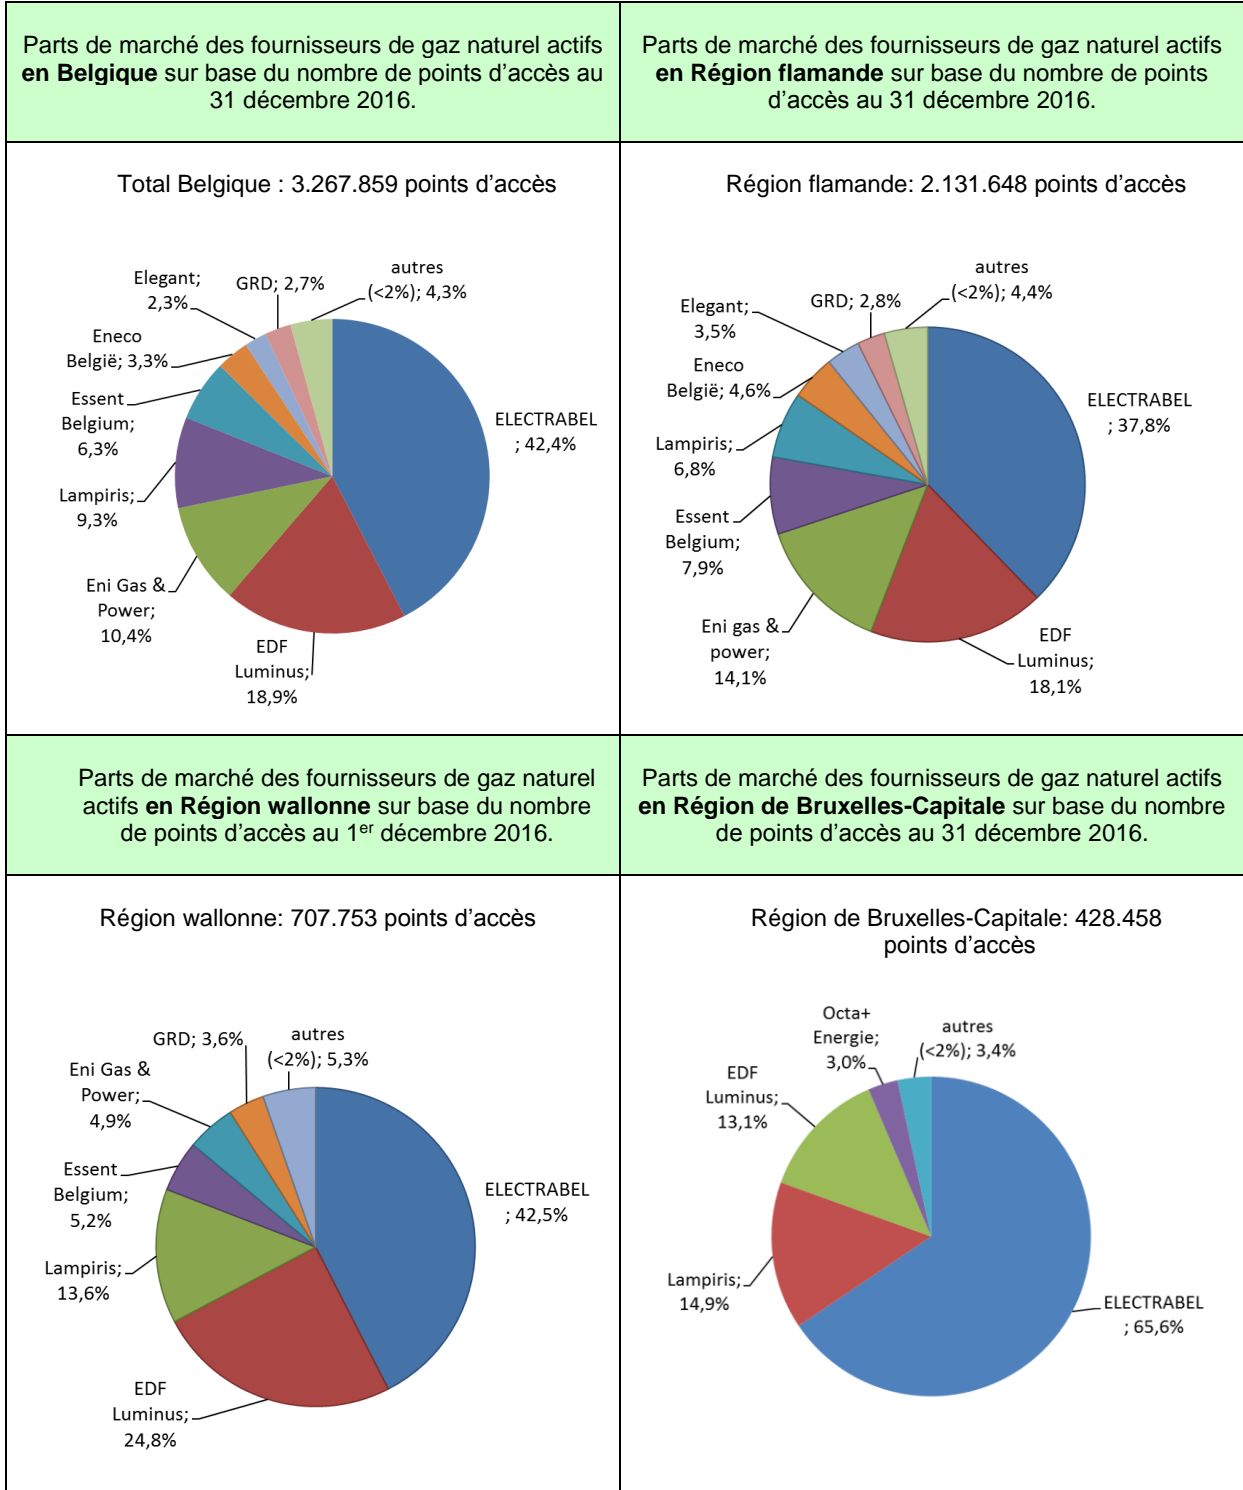 Parts de marché des fournisseurs de gaz naturel actifs
en Belgique sur base du nombre de points d'accès au
31 décembre 2016.
Parts de marché des fournisseurs de gaz naturel actifs
en Région flamande sur base du nombre de points
d'accès au 31 décembre 2016.
Total Belgique : 3.267.859 points d'accès
autres
(<2%); 4,3%
GRD; 2,7%
Elegant;
2,3%
Eneco
België; 3,3%
Essent
Belgium;
6,3%
Lampiris;
9,3%
Eni Gas &
Power;
10,4%
EDF
Luminus;
18,9%
ELECTRABEL
; 42,4%
Région flamande: 2.131.648 points d'accès
autres
(<2%); 4,4%
GRD; 2,8%
Elegant;
3,5%
Eneco
België; 4,6%
Lampiris;
6,8%
Essent
Belgium;
7,9%
Eni gas &
power;
14,1%
EDF
Luminus;
18,1%
ELECTRABEL
; 37,8%
Parts de marché des fournisseurs de gaz naturel
actifs en Région wallonne sur base du nombre
de points d'accès au 1er décembre 2016.
Parts de marché des fournisseurs de gaz naturel actifs
en Région de Bruxelles-Capitale sur base du nombre
de points d'accès au 31 décembre 2016.
Région wallonne: 707.753 points d'accès
autres
(<2%); 5,3%
GRD; 3,6%
Eni Gas &
Power;
4,9%
Essent
Belgium;
5,2%
Lampiris;
13,6%
EDF
Luminus;
24,8%
ELECTRABEL
; 42,5%
Région de Bruxelles-Capitale: 428.458
points d'accès
Octa+
Energie;
3,0%
autres
(<2%); 3,4%
EDF
Luminus;
13,1%
Lampiris;
14,9%
ELECTRABEL
; 65,6%